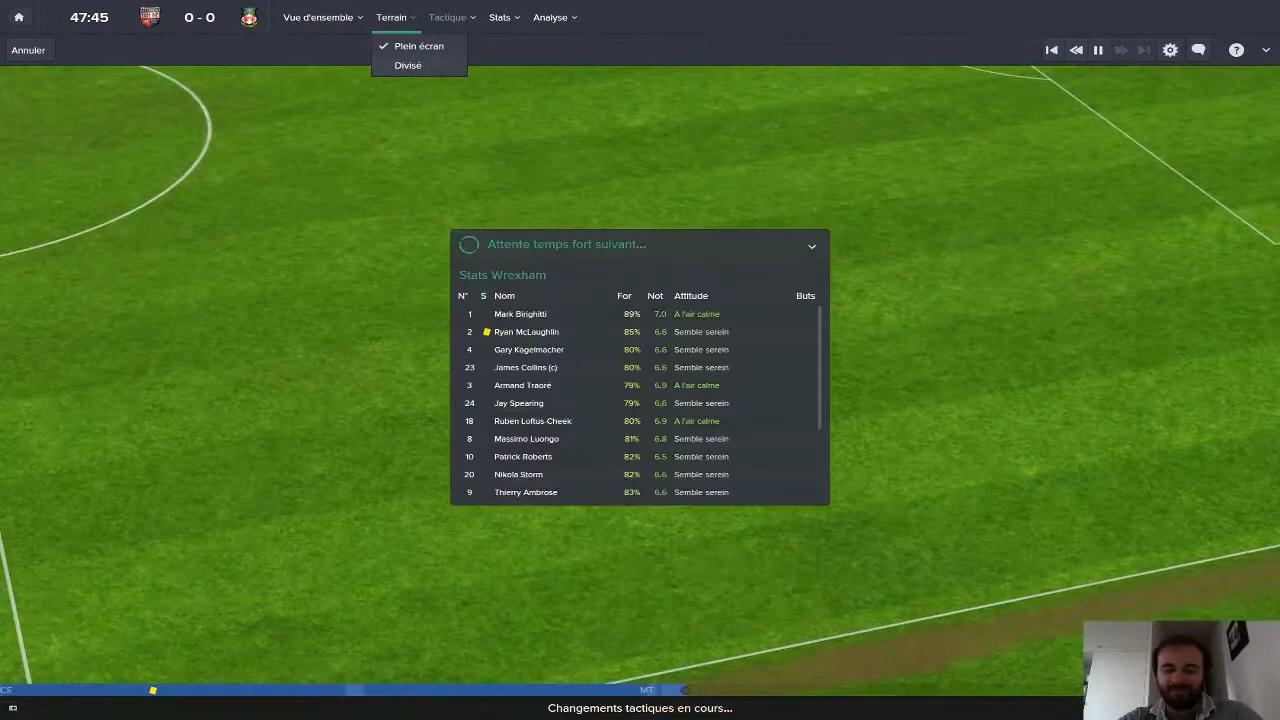 47:45 0 - 0 Vue d'ensemble Terrain Tactique Stats Analyse
Annuler
Plein écran
Divisé
Attente temps fort suivant...
Stats Wrexham
N° S Nom For Not Attitude Buts
1 Mark Birighitti 89% 7.0 A l'air calme
2 Ryan McLaughlin 85% 6.6 Semble serein
4 Gary Kagelmacher 80% 6.6 Semble serein
23 James Collins (c) 80% 6.6 Semble serein
3 Armand Traoré 79% 6.9 A l'air calme
24 Jay Spearing 79% 6.6 Semble serein
18 Ruben Loftus-Cheek 80% 6.9 A l'air calme
8 Massimo Luongo 81% 6.8 Semble serein
10 Patrick Roberts 82% 6.5 Semble serein
20 Nikola Storm 82% 6.6 Semble serein
9 Thierry Ambrose 83% 6.6 Semble serein
CE MT
Changements tactiques en cours...